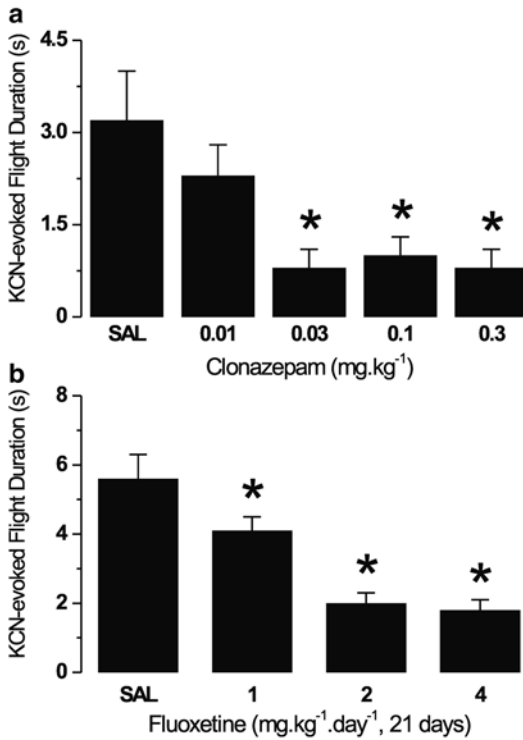 a
KCN-evoked Flight Duration (s)
4.5
3.0
1.5
0
* * *
SAL 0.01 0.03 0.1 0.3
Clonazepam (mg.kg⁻¹)
b
KCN-evoked Flight Duration (s)
8
6
4
2
0
* * *
SAL 1 2 4
Fluoxetine (mg.kg⁻¹.day⁻¹, 21 days)